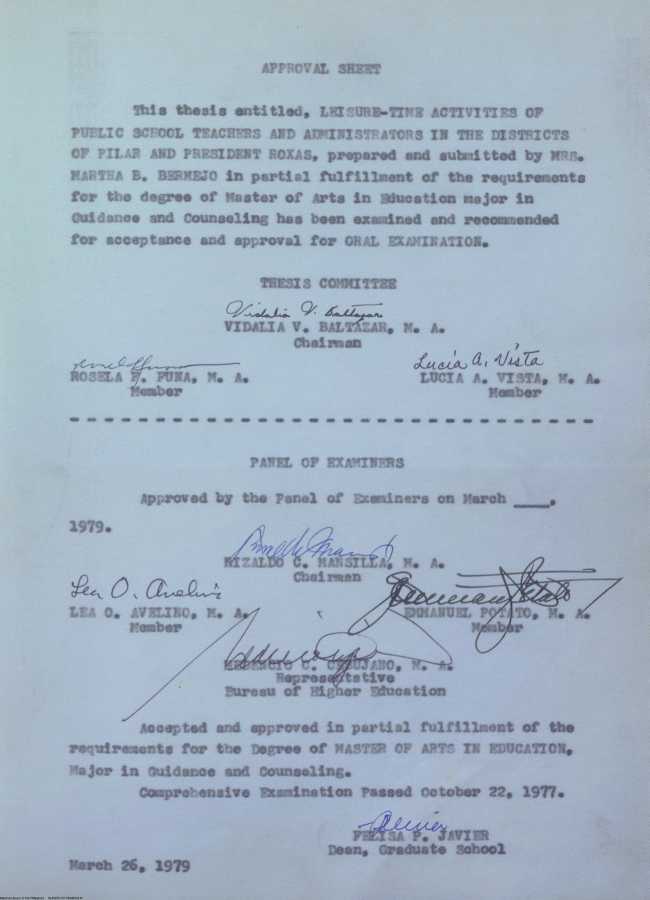 APPROVAL SHEET
This thesis entitled, LEISURE-TIME ACTIVITIES OF
PUBLIC SCHOOL TEACHERS AND ADMINISTRATORS IN THE DISTRICTS
OF PILAR AND PRESIDENT ROXAS, prepared and submitted by MRS.
MARTHA B. BERMEJO in partial fulfillment of the requirements
for the degree of Master of Arts in Education major in
Guidance and Counseling has been examined and recommended
for acceptance and approval for ORAL EXAMINATION.
THESIS COMMITTEE
Vidalia V. Baltazar
VIDALIA V. BALTAZAR, M. A.
Chairman
Lucia A. Vista
ROSELA F. FUNA, M. A. LUCIA A. VISTA, M. A.
Member Member
PANEL OF EXAMINERS
Approved by the Panel of Examiners on March ____,
1979.
RIZALDO C. MANSILLA, M. A.
Chairman
Lea O. Avelino
LEA O. AVELINO, M. A. EMMANUEL POTATO, M. A.
Member Member
M. A.
Representative
Bureau of Higher Education
Accepted and approved in partial fulfillment of the
requirements for the Degree of MASTER OF ARTS IN EDUCATION,
Major in Guidance and Counseling.
Comprehensive Examination Passed October 22, 1977.
FELISA P. JAVIER
Dean, Graduate School
March 26, 1979